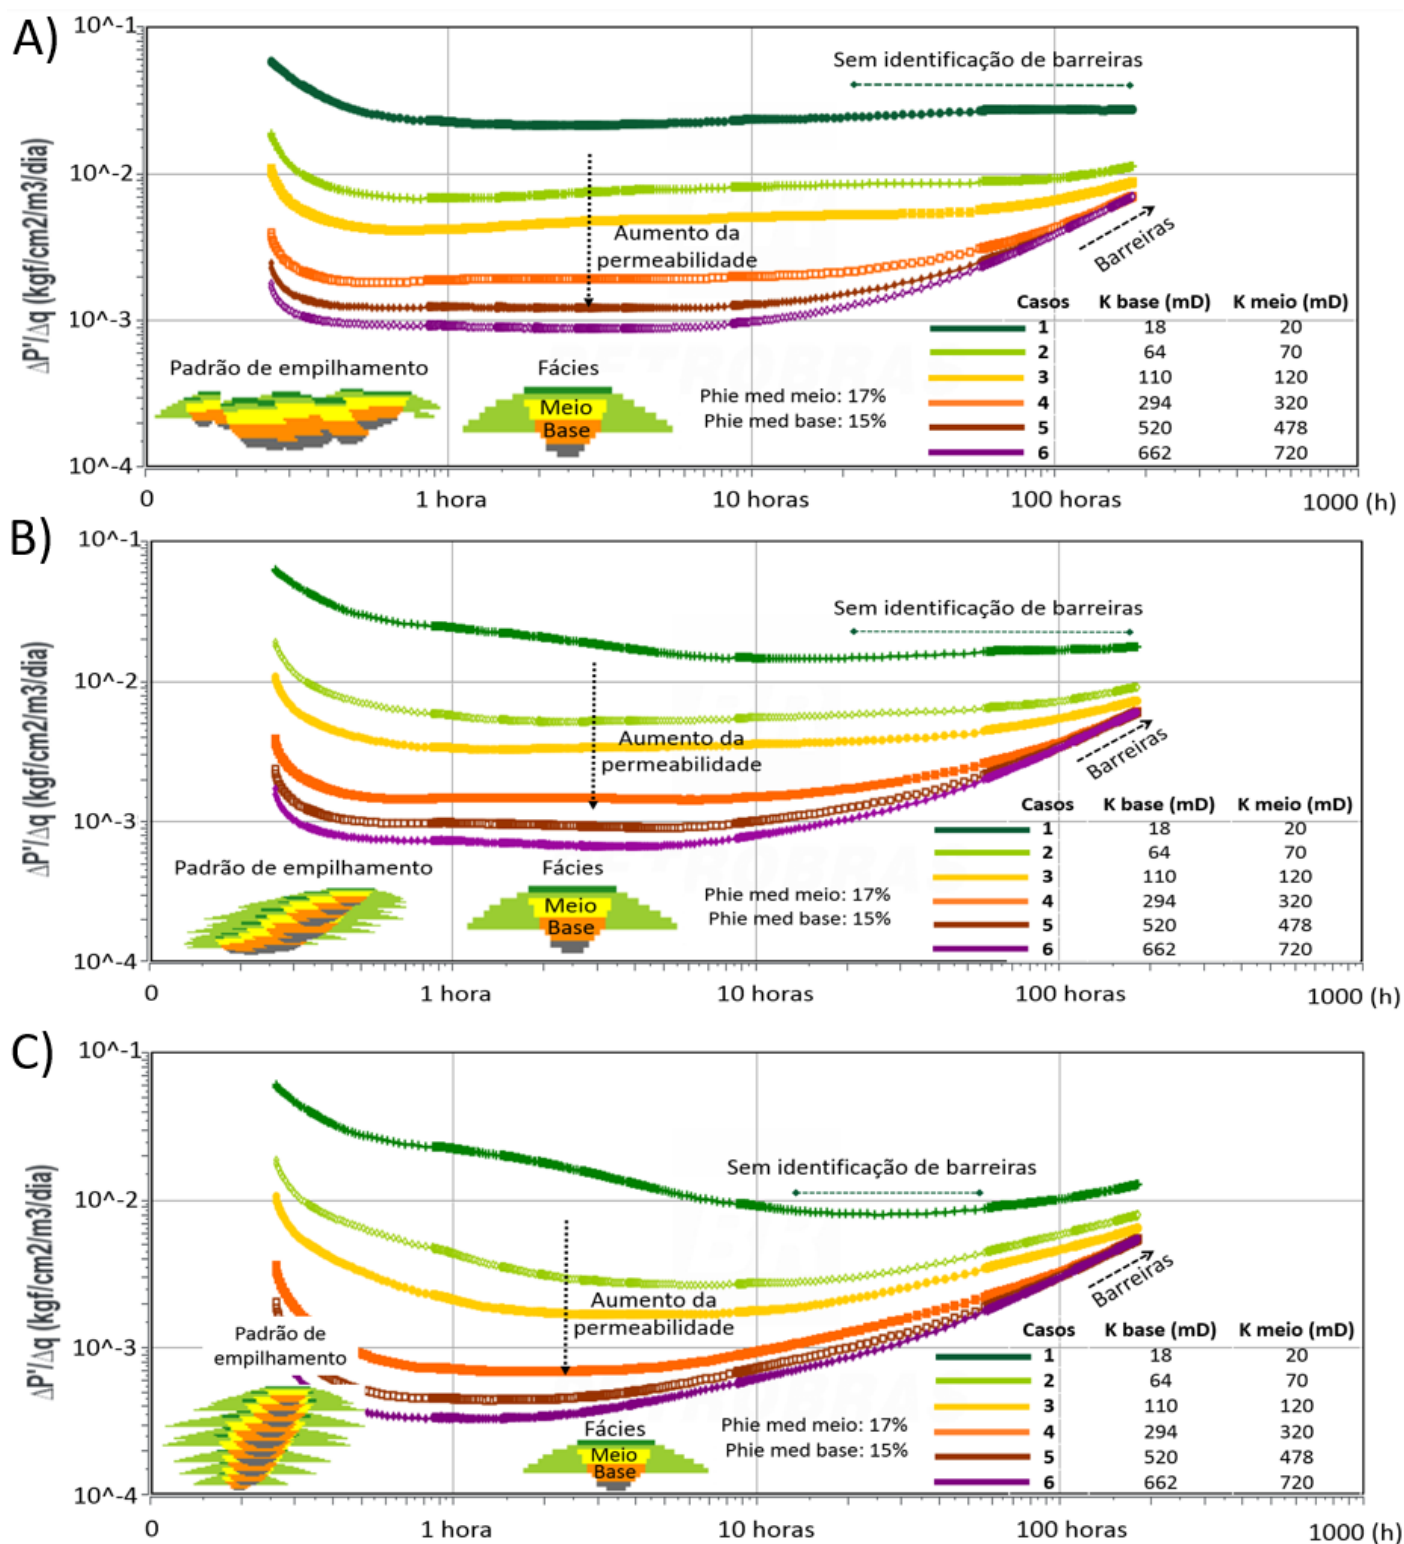 A)
10^-1
Sem identificação de barreiras
10^-2
Aumento da
permeabilidade
Barreiras
10^-3
ΔP'/Δq (kgf/cm2/m3/dia)
Casos K base (mD) K meio (mD)
1 18 20
2 64 70
3 110 120
4 294 320
5 520 478
6 662 720
Padrão de empilhamento
Fácies
Meio
Base
Phie med meio: 17%
Phie med base: 15%
10^-4
0 1 hora 10 horas 100 horas 1000 (h)
B)
10^-1
Sem identificação de barreiras
10^-2
Aumento da
permeabilidade
Barreiras
10^-3
ΔP'/Δq (kgf/cm2/m3/dia)
Casos K base (mD) K meio (mD)
1 18 20
2 64 70
3 110 120
4 294 320
5 520 478
6 662 720
Padrão de empilhamento
Fácies
Meio
Base
Phie med meio: 17%
Phie med base: 15%
10^-4
0 1 hora 10 horas 100 horas 1000 (h)
C)
10^-1
Sem identificação de barreiras
10^-2
Aumento da
permeabilidade
Barreiras
10^-3
ΔP'/Δq (kgf/cm2/m3/dia)
Casos K base (mD) K meio (mD)
1 18 20
2 64 70
3 110 120
4 294 320
5 520 478
6 662 720
Padrão de
empilhamento
Fácies
Meio
Base
Phie med meio: 17%
Phie med base: 15%
10^-4
0 1 hora 10 horas 100 horas 1000 (h)